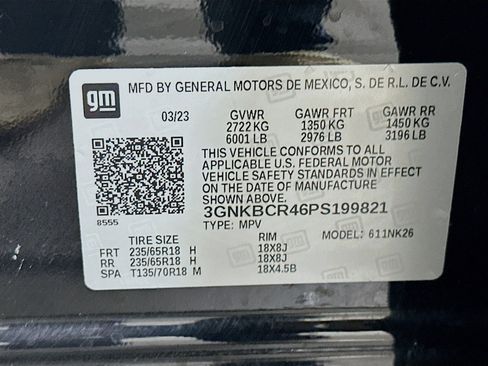 gm
MFD BY GENERAL MOTORS DE MEXICO, S. DE R.L. DE C.V.
03/23 GVWR GAWR FRT GAWR RR
2722 KG 1350 KG 1450 KG
6001 LB 2976 LB 3196 LB
THIS VEHICLE CONFORMS TO ALL
APPLICABLE U.S. FEDERAL MOTOR
VEHICLE SAFETY STANDARDS IN EFFECT
ON THE DATE OF MANUFACTURE
SHOWN ABOVE.
3GNKBCR46PS199821
8555 TYPE: MPV MODEL: 611NK26
TIRE SIZE RIM
FRT 235/65R18 H 18X8J
RR 235/65R18 H 18X8J
SPA T135/70R18 M 18X4.5B